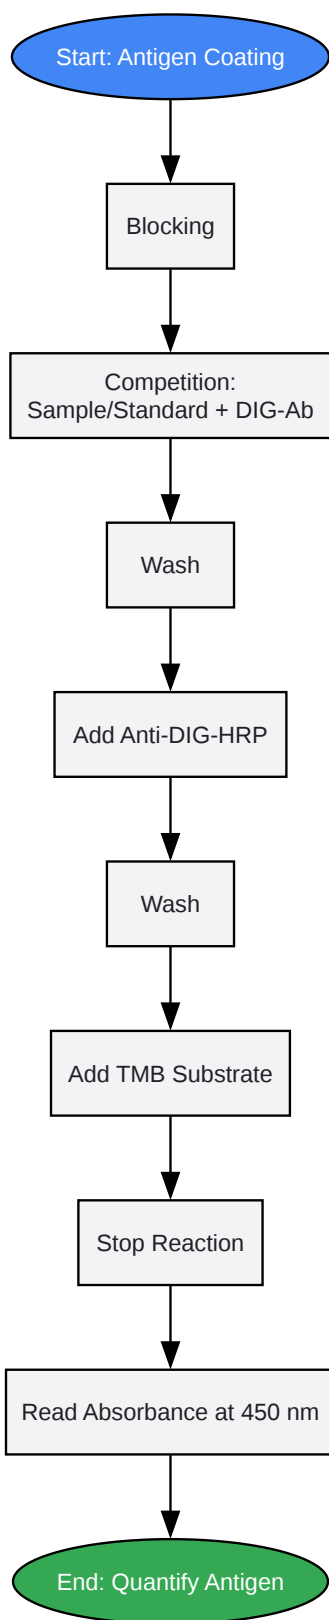 Start: Antigen Coating
Blocking
Competition:
Sample/Standard + DIG-Ab
Wash
Add Anti-DIG-HRP
Wash
Add TMB Substrate
Stop Reaction
Read Absorbance at 450 nm
End: Quantify Antigen